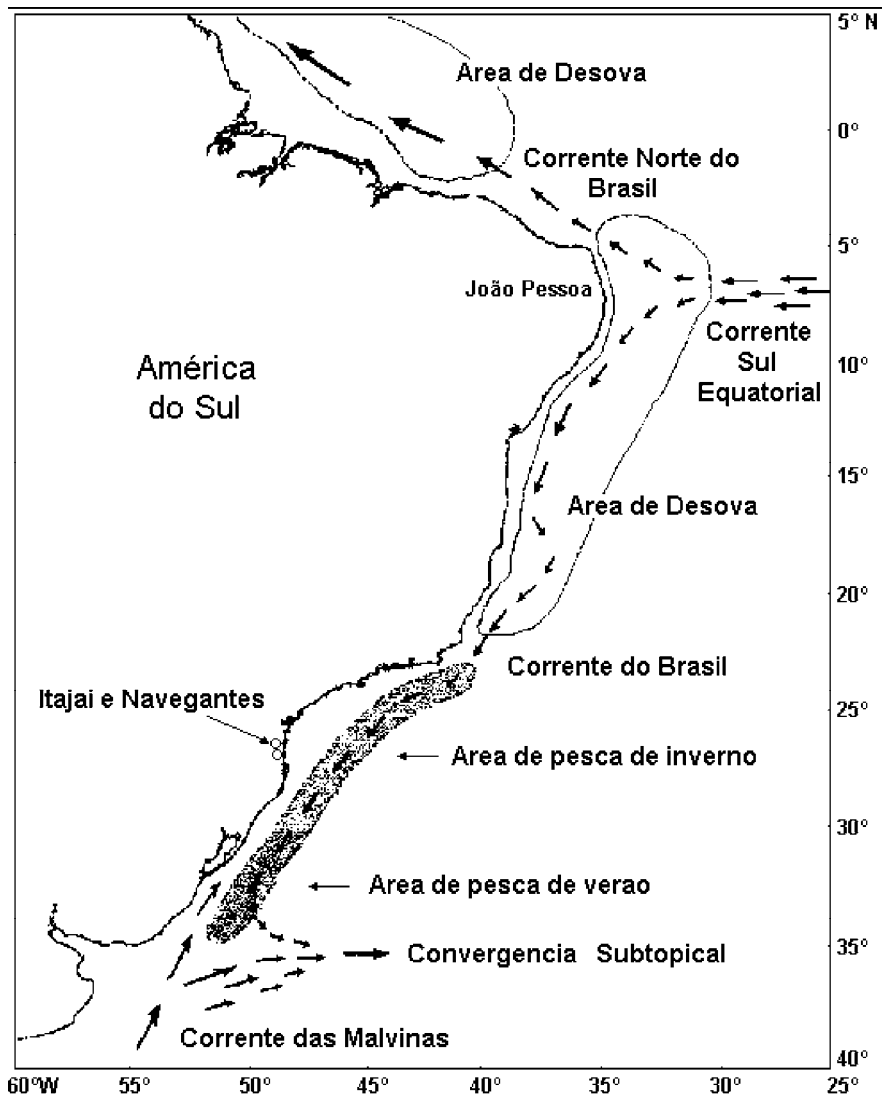 5° N
Area de Desova
0°
Corrente Norte do
Brasil
5°
João Pessoa
Corrente
Sul
Equatorial
América
do Sul
10°
15°
Area de Desova
20°
Corrente do Brasil
Itajai e Navegantes
25°
Area de pesca de inverno
30°
Area de pesca de verao
35°
Convergencia Subtopical
Corrente das Malvinas
40°
60°W 55° 50° 45° 40° 35° 30° 25°